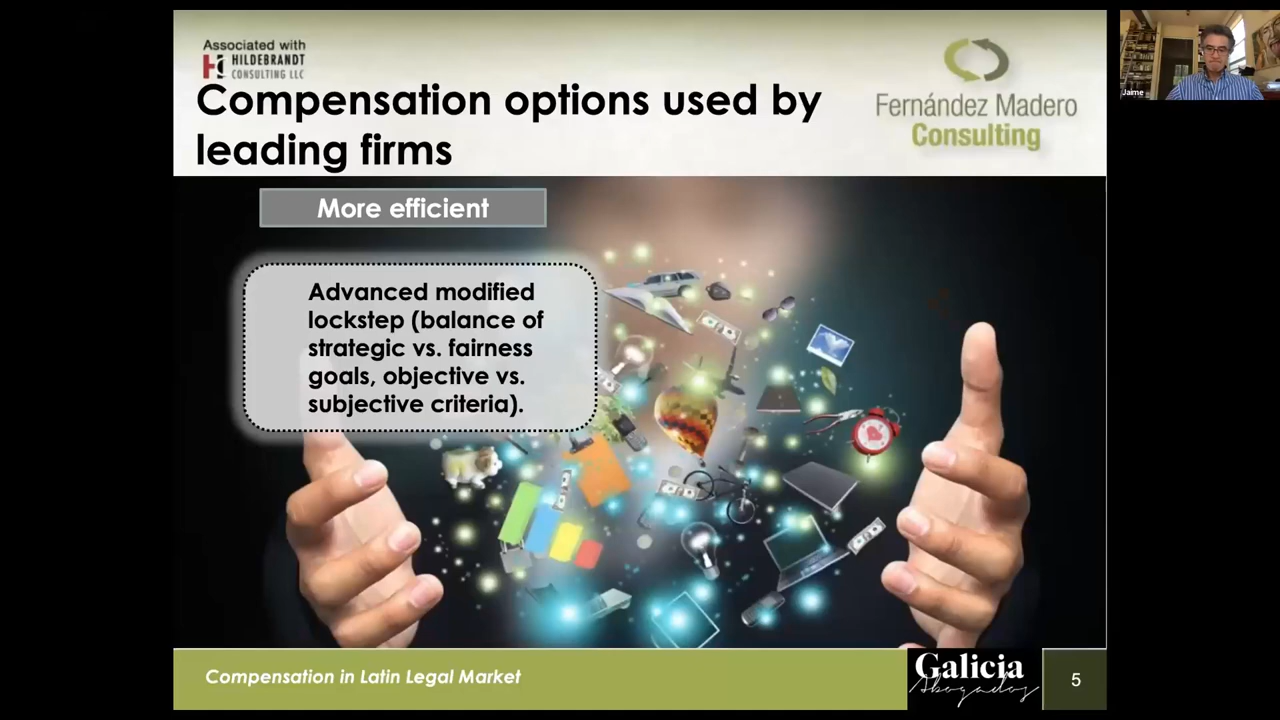 Associated with
HILDEBRANDT
CONSULTING LLC
Compensation options used by
leading firms
Fernández Madero
Consulting
More efficient
Advanced modified
lockstep (balance of
strategic vs. fairness
goals, objective vs.
subjective criteria).
Compensation in Latin Legal Market
Galicia
Abogados
5
Jaime